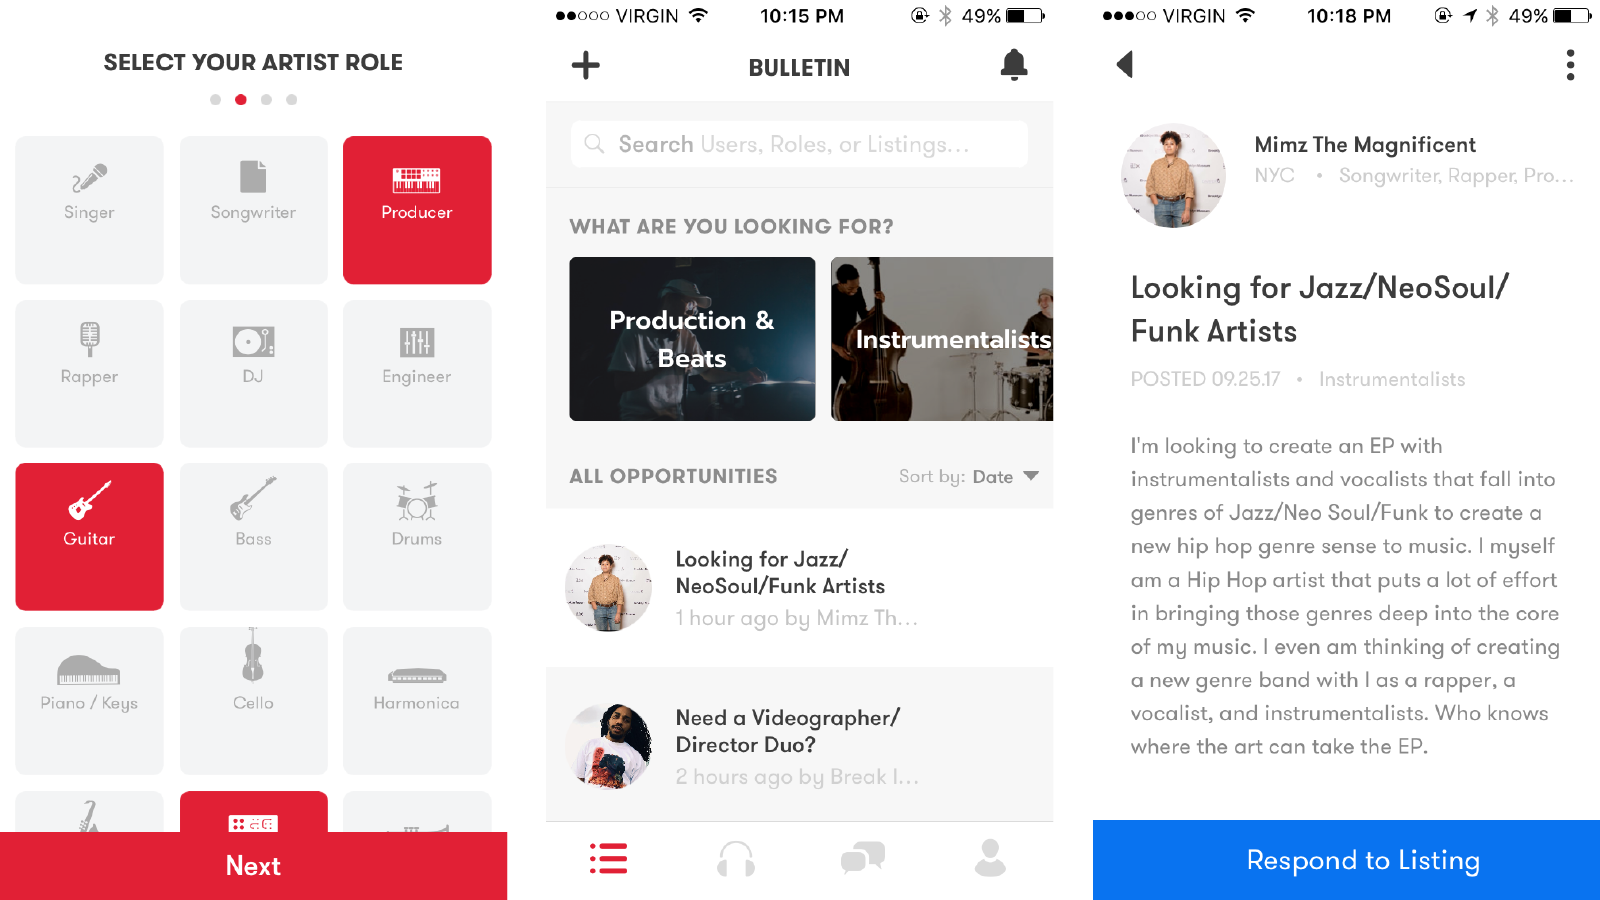 SELECT YOUR ARTIST ROLE
Singer
Songwriter
Producer
Rapper
DJ
Engineer
Guitar
Bass
Drums
Piano / Keys
Cello
Harmonica
Next
VIRGIN
10:15 PM
49%
BULLETIN
Search Users, Roles, or Listings...
WHAT ARE YOU LOOKING FOR?
Production &
Beats
Instrumentalists
ALL OPPORTUNITIES
Sort by: Date
Looking for Jazz/
NeoSoul/Funk Artists
1 hour ago by Mimz Th...
Need a Videographer/
Director Duo?
2 hours ago by Break I...
VIRGIN
10:18 PM
49%
Mimz The Magnificent
NYC • Songwriter, Rapper, Pro...
Looking for Jazz/NeoSoul/
Funk Artists
POSTED 09.25.17 • Instrumentalists
I'm looking to create an EP with
instrumentalists and vocalists that fall into
genres of Jazz/Neo Soul/Funk to create a
new hip hop genre sense to music. I myself
am a Hip Hop artist that puts a lot of effort
in bringing those genres deep into the core
of my music. I even am thinking of creating
a new genre band with I as a rapper, a
vocalist, and instrumentalists. Who knows
where the art can take the EP.
Respond to Listing